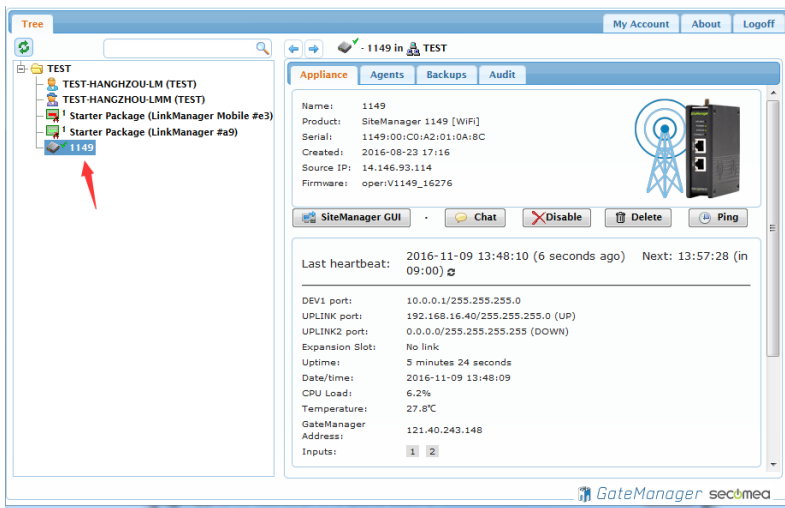 Tree
My Account About Logoff
- 1149 in TEST
TEST
TEST-HANGHZOU-LM (TEST)
TEST-HANGZHOU-LMM (TEST)
1 Starter Package (LinkManager Mobile #e3)
1 Starter Package (LinkManager #a9)
1149
Appliance Agents Backups Audit
Name: 1149
Product: SiteManager 1149 [WiFi]
Serial: 1149:00:C0:A2:01:0A:8C
Created: 2016-08-23 17:16
Source IP: 14.146.93.114
Firmware: oper:V1149_16276
SiteManager GUI - Chat Disable Delete Ping
Last heartbeat: 2016-11-09 13:48:10 (6 seconds ago) Next: 13:57:28 (in
09:00)
DEV1 port: 10.0.0.1/255.255.255.0
UPLINK port: 192.168.16.40/255.255.255.0 (UP)
UPLINK2 port: 0.0.0.0/255.255.255.255 (DOWN)
Expansion Slot: No link
Uptime: 5 minutes 24 seconds
Date/time: 2016-11-09 13:48:09
CPU Load: 6.2%
Temperature: 27.8℃
GateManager
Address: 121.40.243.148
Inputs: 1 2
GateManager secomea